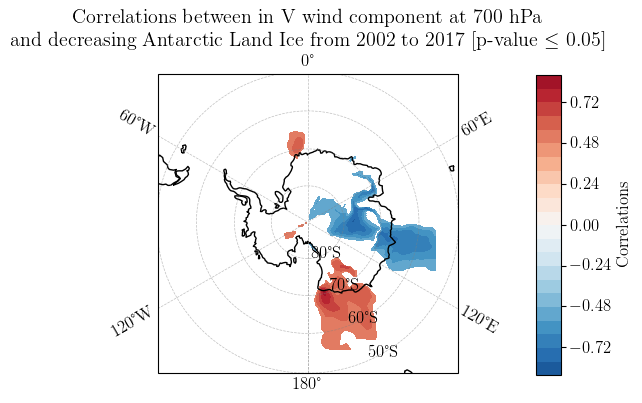 Correlations between in V wind component at 700 hPa
and decreasing Antarctic Land Ice from 2002 to 2017 [p-value ≤ 0.05]
0°
60°W
60°E
80°S
70°S
60°S
50°S
120°W
120°E
180°
0.72
0.48
0.24
0.00
−0.24
−0.48
−0.72
Correlations